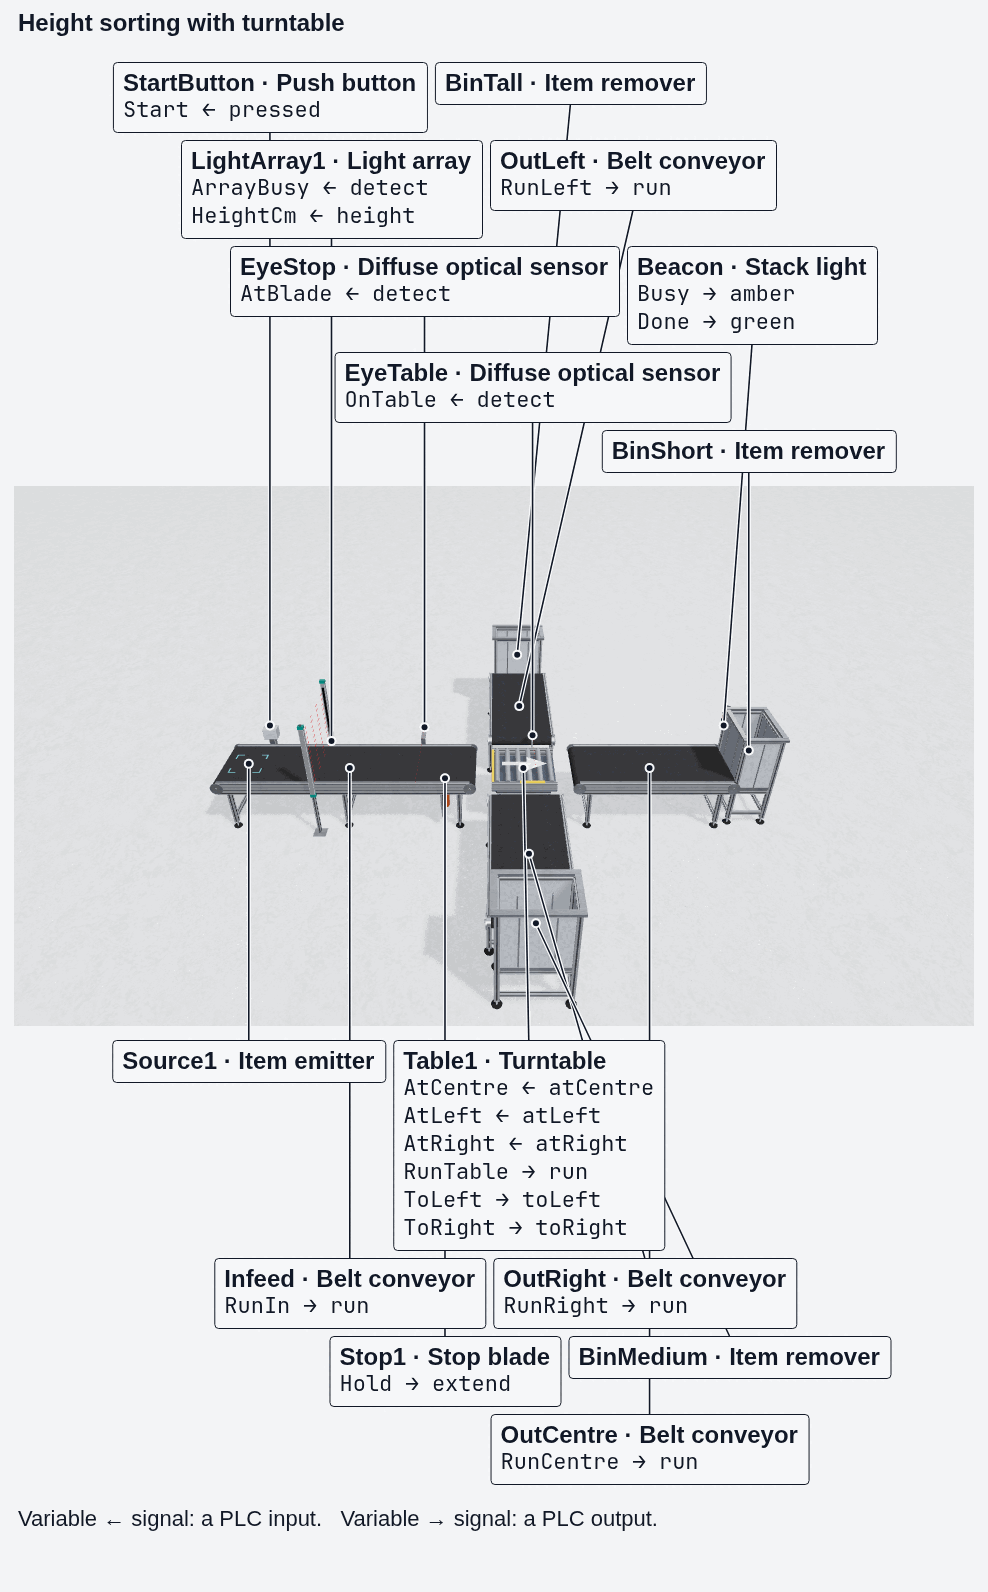 Height sorting with turntable
StartButton · Push button
Start ← pressed
BinTall · Item remover
LightArray1 · Light array
ArrayBusy ← detect
HeightCm ← height
OutLeft · Belt conveyor
RunLeft → run
EyeStop · Diffuse optical sensor
AtBlade ← detect
Beacon · Stack light
Busy → amber
Done → green
EyeTable · Diffuse optical sensor
OnTable ← detect
BinShort · Item remover
Source1 · Item emitter
Table1 · Turntable
AtCentre ← atCentre
AtLeft ← atLeft
AtRight ← atRight
RunTable → run
ToLeft → toLeft
ToRight → toRight
Infeed · Belt conveyor
RunIn → run
OutRight · Belt conveyor
RunRight → run
Stop1 · Stop blade
Hold → extend
BinMedium · Item remover
OutCentre · Belt conveyor
RunCentre → run
Variable ← signal: a PLC input. Variable → signal: a PLC output.